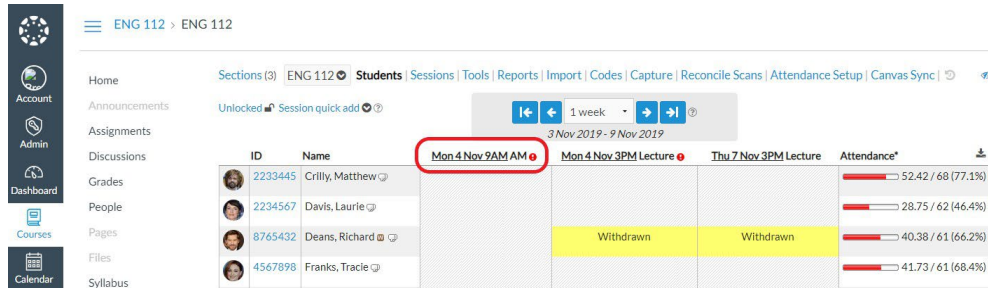 ENG 112 > ENG 112
Account
Admin
Dashboard
Courses
Calendar
Home
Announcements
Assignments
Discussions
Grades
People
Pages
Files
Syllabus
Sections (3) ENG 112 Students | Sessions | Tools | Reports | Import | Codes | Capture | Reconcile Scans | Attendance Setup | Canvas Sync |
Unlocked Session quick add
1 week
3 Nov 2019 - 9 Nov 2019
ID Name Mon 4 Nov 9AM AM Mon 4 Nov 3PM Lecture Thu 7 Nov 3PM Lecture Attendance*
2233445 Crilly, Matthew 52.42 / 68 (77.1%)
2234567 Davis, Laurie 28.75 / 62 (46.4%)
8765432 Deans, Richard Withdrawn Withdrawn 40.38 / 61 (66.2%)
4567898 Franks, Tracie 41.73 / 61 (68.4%)